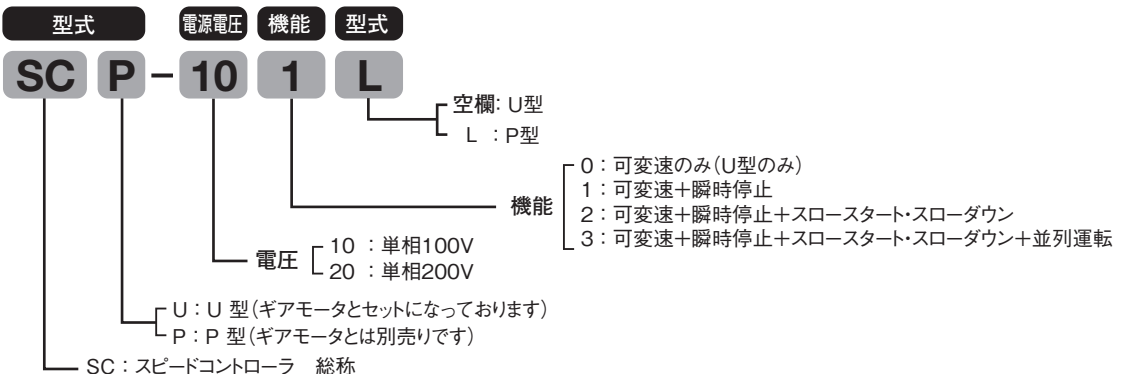 型式 電源電圧 機能 型式
SC P - 10 1 L
空欄: U型
L : P型
機能
0 : 可変速のみ(U型のみ)
1 : 可変速+瞬時停止
2 : 可変速+瞬時停止+スロースタート・スローダウン
3 : 可変速+瞬時停止+スロースタート・スローダウン+並列運転
電圧
10 : 単相100V
20 : 単相200V
U : U 型(ギアモータとセットになっております)
P : P 型(ギアモータとは別売りです)
SC : スピードコントローラ 総称